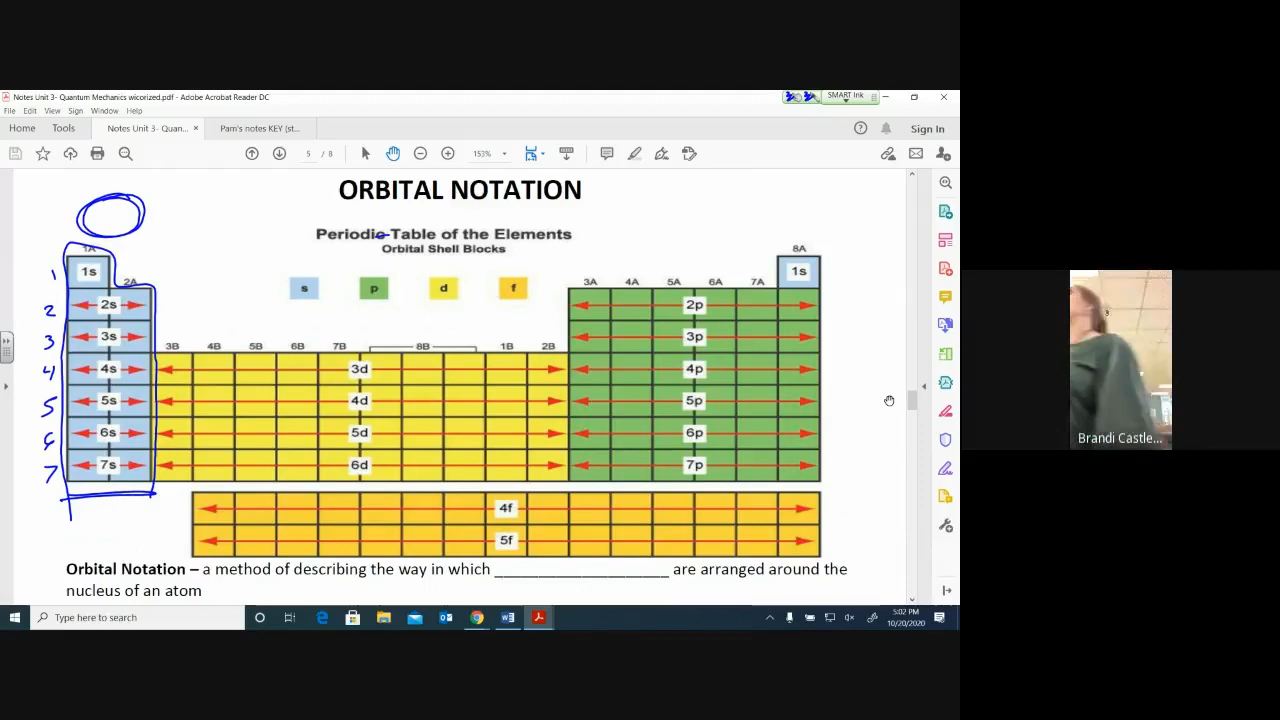 Notes Unit 3- Quantum Mechanics wicorized.pdf - Adobe Acrobat Reader DC
SMART Ink
File Edit View Sign Window Help
Home Tools Notes Unit 3- Quan... × Pam's notes KEY (st... Sign In
5 / 8 153%
ORBITAL NOTATION
Periodic Table of the Elements
Orbital Shell Blocks
1A 8A
1 1s s p d f 1s
2A 3A 4A 5A 6A 7A
2 2s 2p
3 3s 3p
3B 4B 5B 6B 7B 8B 1B 2B
4 4s 3d 4p
5 5s 4d 5p
6 6s 5d 6p
7 7s 6d 7p
4f
5f
Orbital Notation – a method of describing the way in which ____________________ are arranged around the
nucleus of an atom
Brandi Castle...
Type here to search
5:02 PM
10/20/2020